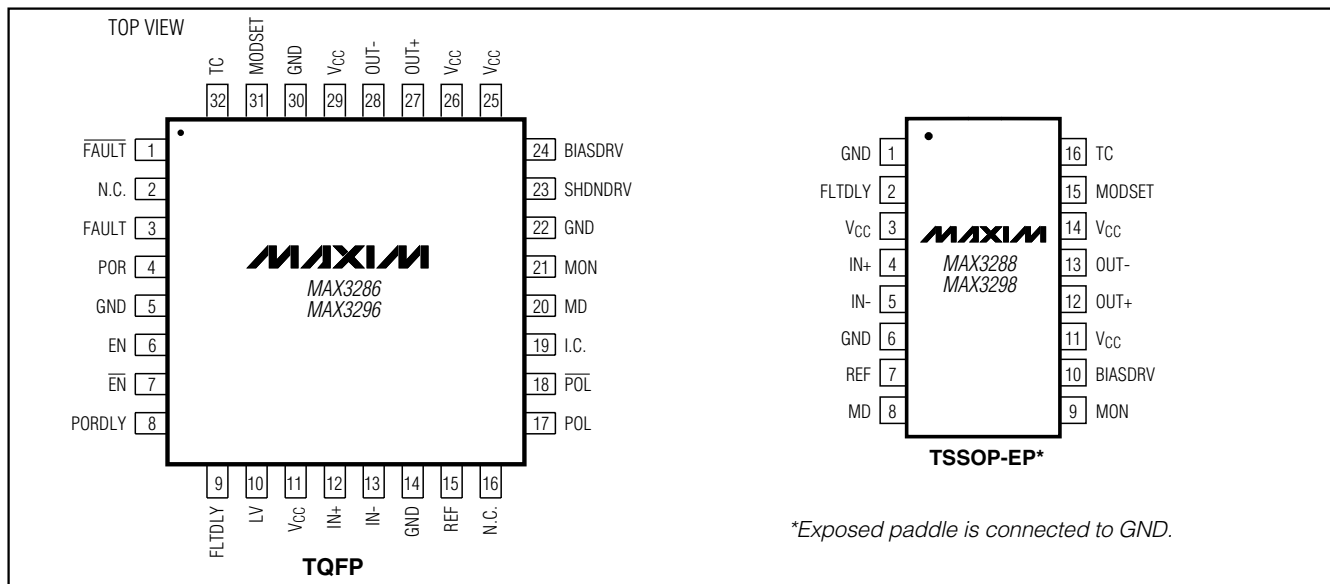 TOP VIEW
TC
MODSET
GND
VCC
OUT-
OUT+
VCC
VCC
32 31 30 29 28 27 26 25
FAULT 1
N.C. 2
FAULT 3
POR 4
GND 5
EN 6
EN 7
PORDLY 8
MAXIM
MAX3286
MAX3296
24 BIASDRV
23 SHDNDRV
22 GND
21 MON
20 MD
19 I.C.
18 POL
17 POL
9 10 11 12 13 14 15 16
FLTDLY
LV
VCC
IN+
IN-
GND
REF
N.C.
TQFP
GND 1
FLTDLY 2
VCC 3
IN+ 4
IN- 5
GND 6
REF 7
MD 8
MAXIM
MAX3288
MAX3298
16 TC
15 MODSET
14 VCC
13 OUT-
12 OUT+
11 VCC
10 BIASDRV
9 MON
TSSOP-EP*
*Exposed paddle is connected to GND.